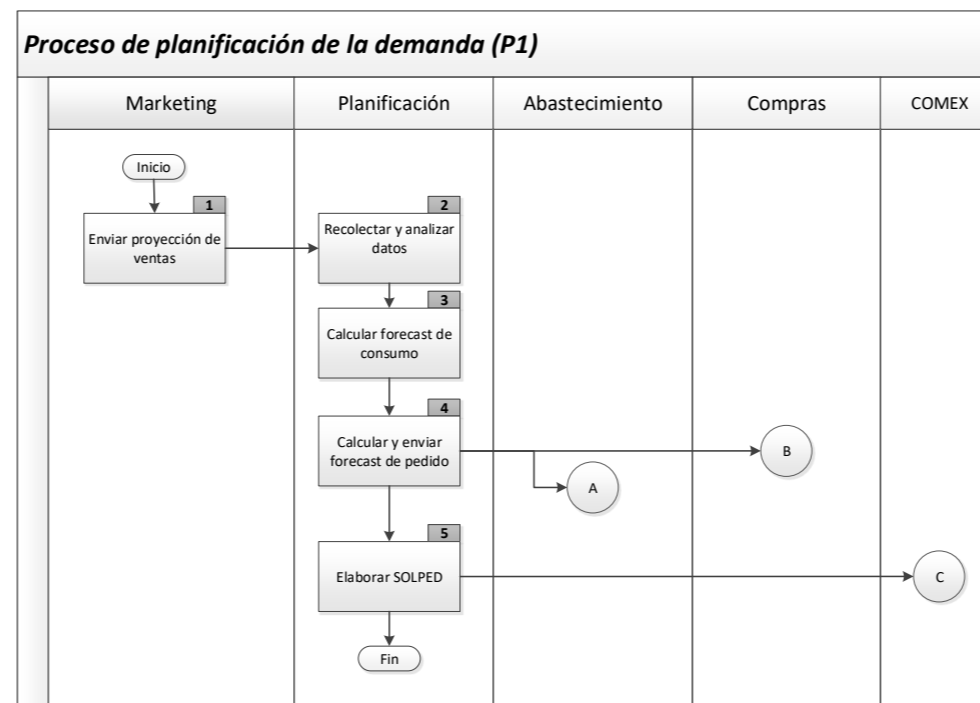 Proceso de planificación de la demanda (P1)
Marketing
Planificación
Abastecimiento
Compras
COMEX
Inicio
1
Enviar proyección de
ventas
2
Recolectar y analizar
datos
3
Calcular forecast de
consumo
4
Calcular y enviar
forecast de pedido
B
A
5
Elaborar SOLPED
C
Fin